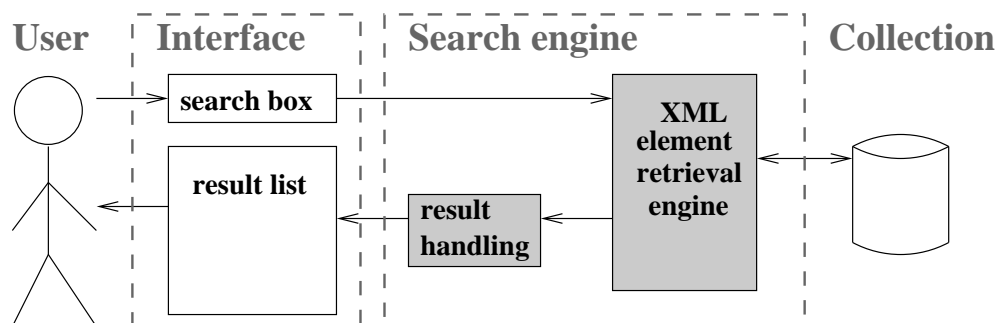 User
Interface
Search engine
Collection
search box
XML
element
retrieval
engine
result list
result
handling